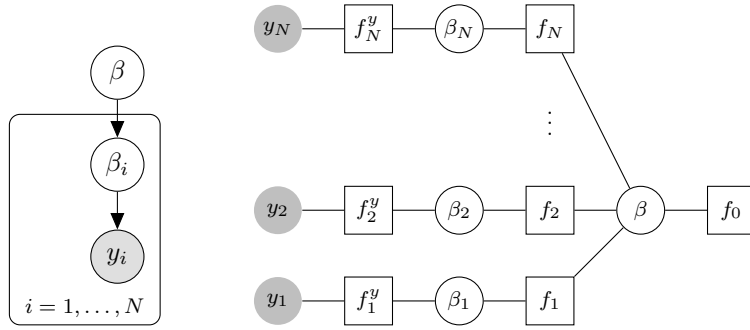 β
β_i
y_i
i = 1, . . . , N
y_N f_N^y β_N f_N
⋮
y_2 f_2^y β_2 f_2 β f_0
y_1 f_1^y β_1 f_1